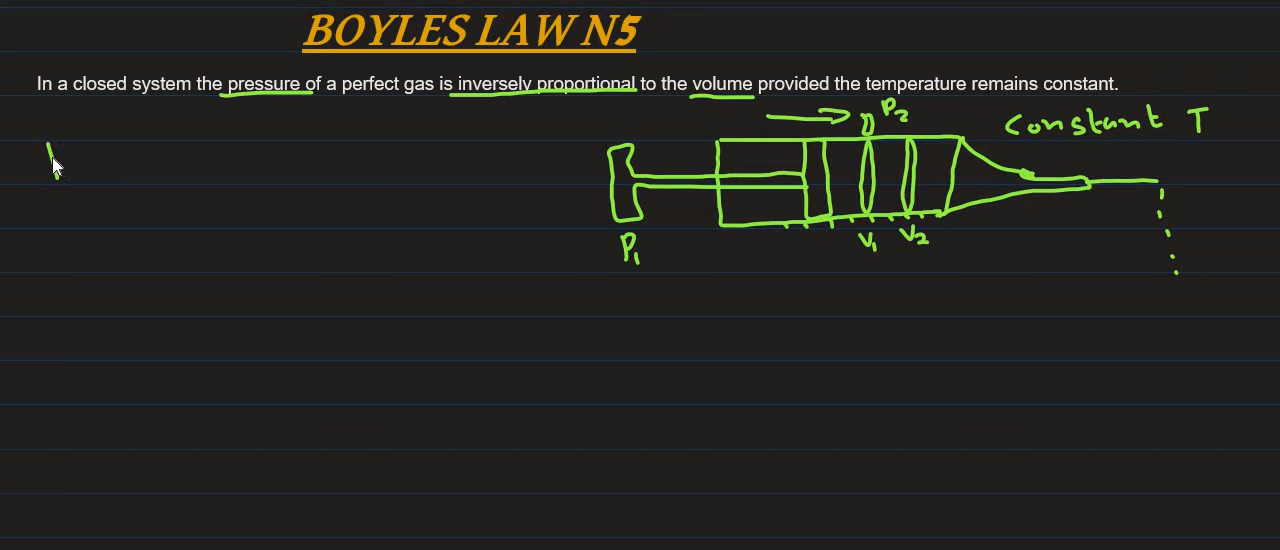 BOYLES LAW N5
In a closed system the pressure of a perfect gas is inversely proportional to the volume provided the temperature remains constant.
P2
Constant T
P1
V1 V2